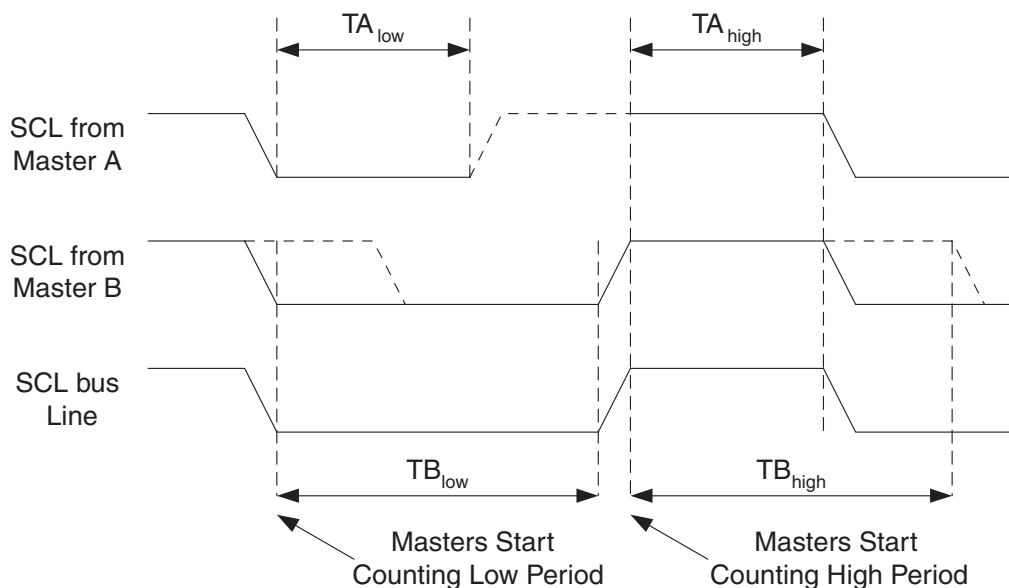 TA low
TA high
SCL from
Master A
SCL from
Master B
SCL bus
Line
TB low
TB high
Masters Start
Counting Low Period
Masters Start
Counting High Period